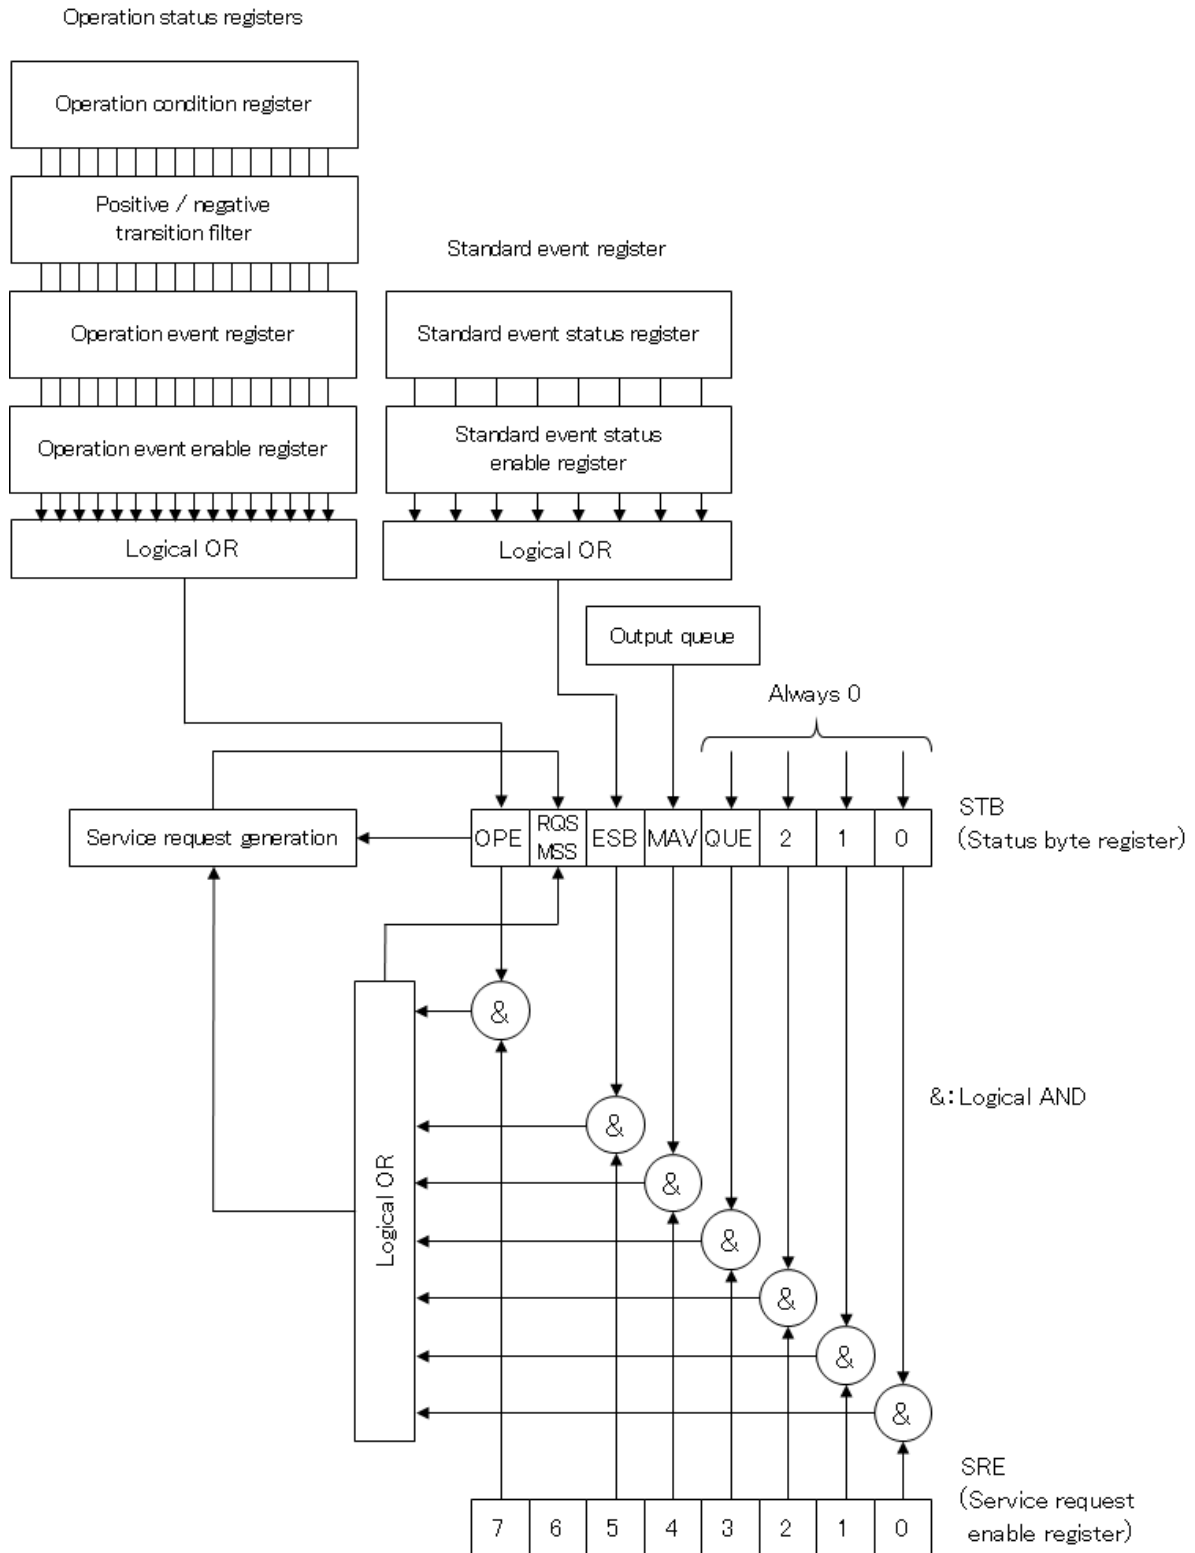 Operation status registers
Operation condition register
Positive / negative
transition filter
Standard event register
Operation event register
Standard event status register
Operation event enable register
Standard event status
enable register
Logical OR
Logical OR
Output queue
Always 0
Service request generation
OPE
RQS
MSS
ESB
MAV
QUE
2
1
0
STB
(Status byte register)
&
&
&
&
&
&
&
&:Logical AND
Logical OR
SRE
(Service request
enable register)
7
6
5
4
3
2
1
0